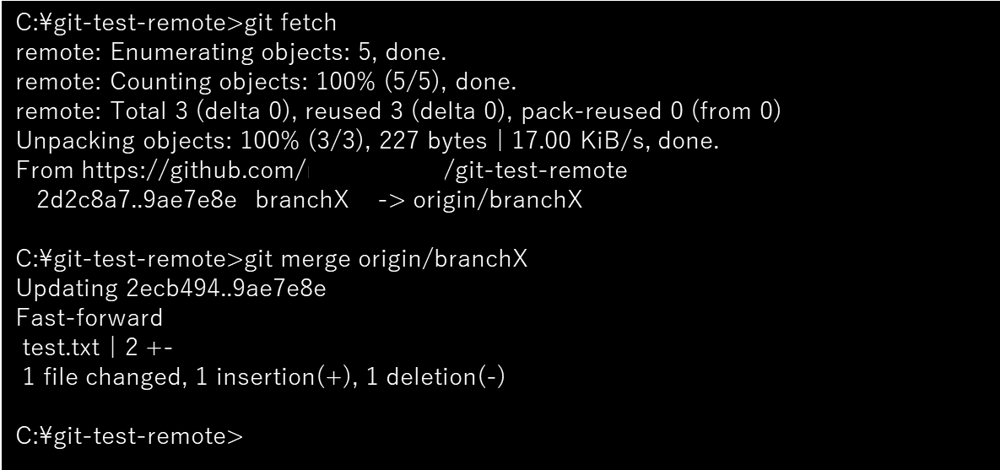 C:¥git-test-remote>git fetch
remote: Enumerating objects: 5, done.
remote: Counting objects: 100% (5/5), done.
remote: Total 3 (delta 0), reused 3 (delta 0), pack-reused 0 (from 0)
Unpacking objects: 100% (3/3), 227 bytes | 17.00 KiB/s, done.
From https://github.com/ /git-test-remote
2d2c8a7..9ae7e8e branchX -> origin/branchX
C:¥git-test-remote>git merge origin/branchX
Updating 2ecb494..9ae7e8e
Fast-forward
test.txt | 2 +-
1 file changed, 1 insertion(+), 1 deletion(-)
C:¥git-test-remote>